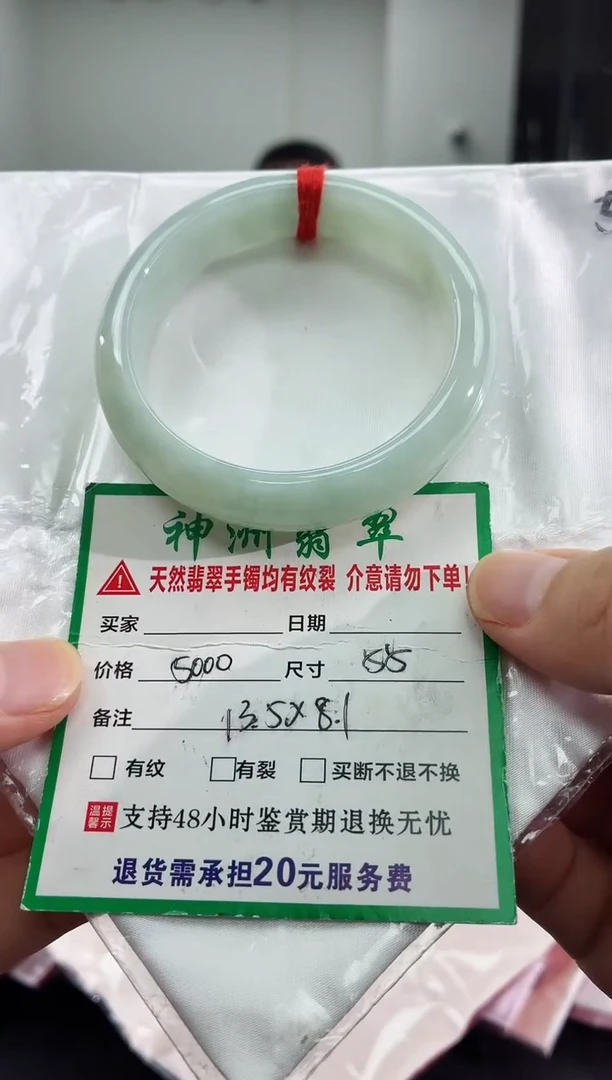 神洲翡翠
天然翡翠手镯均有纹裂 介意请勿下单!
买家 日期
价格 5000 尺寸 55
备注 13.5X8.1
有纹 有裂 买断不退不换
温馨提示 支持48小时鉴赏期退换无忧
退货需承担20元服务费